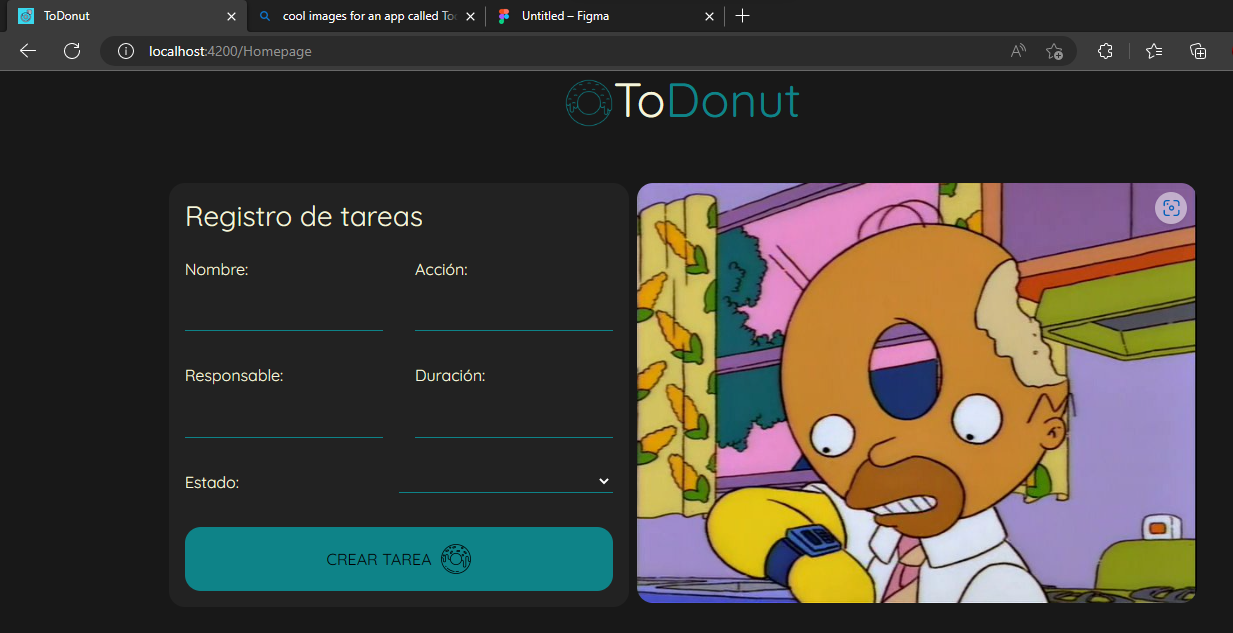 ToDonut
cool images for an app called To
Untitled – Figma
localhost:4200/Homepage
ToDonut
Registro de tareas
Nombre:
Acción:
Responsable:
Duración:
Estado:
CREAR TAREA